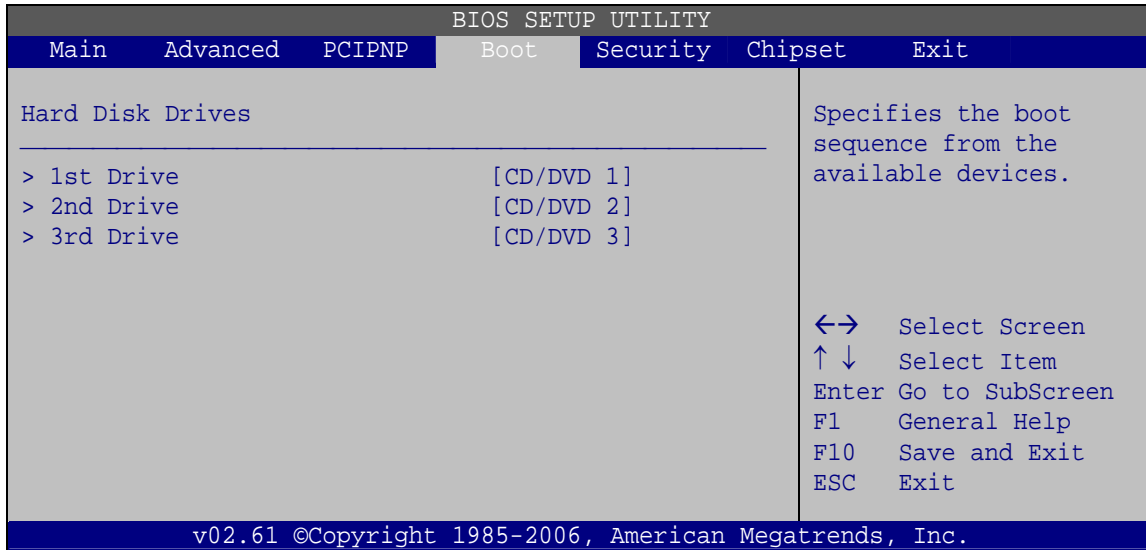 BIOS SETUP UTILITY
Main Advanced PCIPNP Boot Security Chipset Exit
Hard Disk Drives
> 1st Drive [CD/DVD 1]
> 2nd Drive [CD/DVD 2]
> 3rd Drive [CD/DVD 3]
Specifies the boot
sequence from the
available devices.
←→ Select Screen
↑ ↓ Select Item
Enter Go to SubScreen
F1 General Help
F10 Save and Exit
ESC Exit
v02.61 ©Copyright 1985-2006, American Megatrends, Inc.